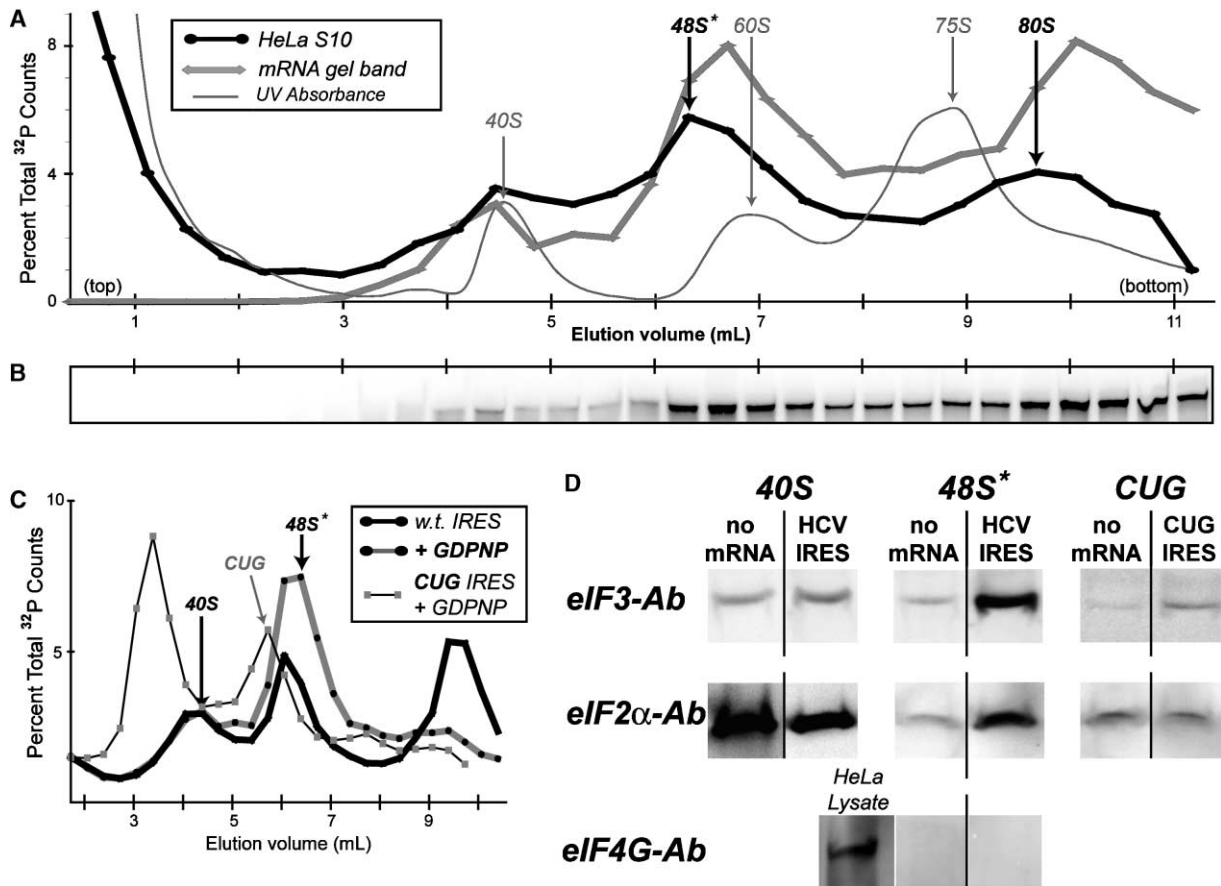 A
Percent Total ³²P Counts
8
4
0
HeLa S10
mRNA gel band
UV Absorbance
40S
48S*
60S
75S
80S
(top)
(bottom)
1 3 5 7 9 11
Elution volume (mL)
B
C
Percent Total ³²P Counts
10
5
w.t. IRES
+ GDPNP
CUG IRES
+ GDPNP
40S
CUG
48S*
3 5 7 9
Elution volume (mL)
D
40S 48S* CUG
no mRNA HCV IRES no mRNA HCV IRES no mRNA CUG IRES
eIF3-Ab
eIF2α-Ab
HeLa
Lysate
eIF4G-Ab